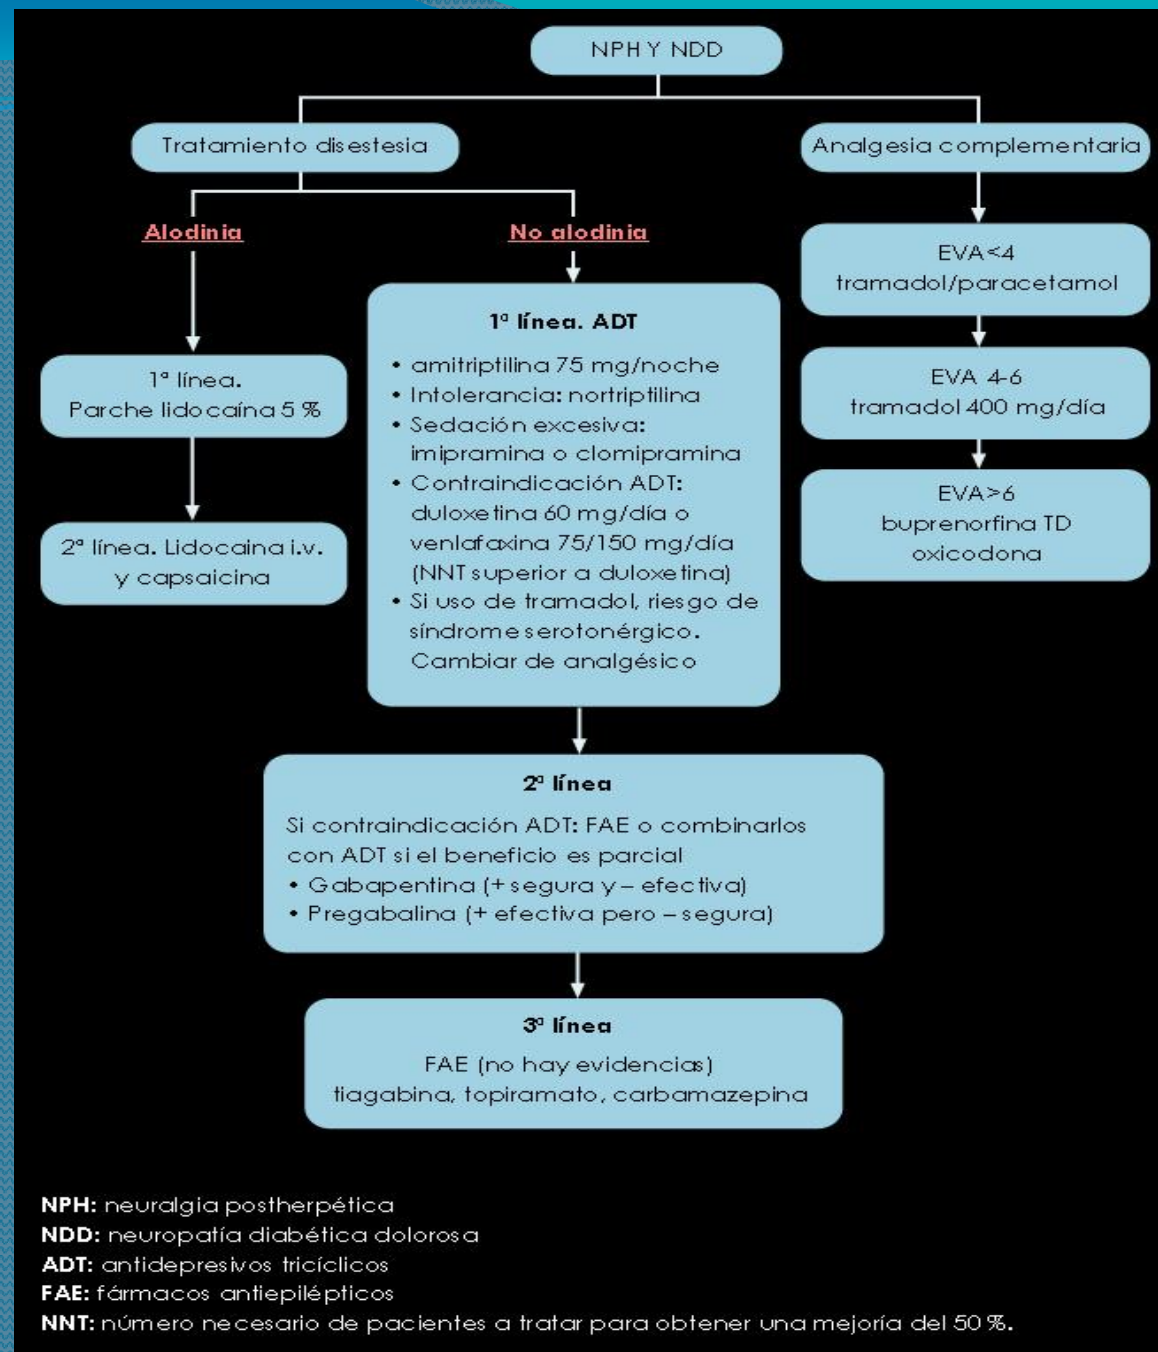 NPH Y NDD
Tratamiento disestesia
Analgesia complementaria
Alodinia
No alodinia
1ª línea.
Parche lidocaína 5 %
2ª línea. Lidocaina i.v.
y capsaicina
1ª línea. ADT
• amitriptilina 75 mg/noche
• Intolerancia: nortriptilina
• Sedación excesiva:
imipramina o clomipramina
• Contraindicación ADT:
duloxetina 60 mg/día o
venlafaxina 75/150 mg/día
(NNT superior a duloxetina)
• Si uso de tramadol, riesgo de
síndrome serotonérgico.
Cambiar de analgésico
EVA<4
tramadol/paracetamol
EVA 4-6
tramadol 400 mg/día
EVA>6
buprenorfina TD
oxicodona
2ª línea
Si contraindicación ADT: FAE o combinarlos
con ADT si el beneficio es parcial
• Gabapentina (+ segura y – efectiva)
• Pregabalina (+ efectiva pero – segura)
3ª línea
FAE (no hay evidencias)
tiagabina, topiramato, carbamazepina
NPH: neuralgia postherpética
NDD: neuropatía diabética dolorosa
ADT: antidepresivos tricíclicos
FAE: fármacos antiepilépticos
NNT: número necesario de pacientes a tratar para obtener una mejoría del 50 %.